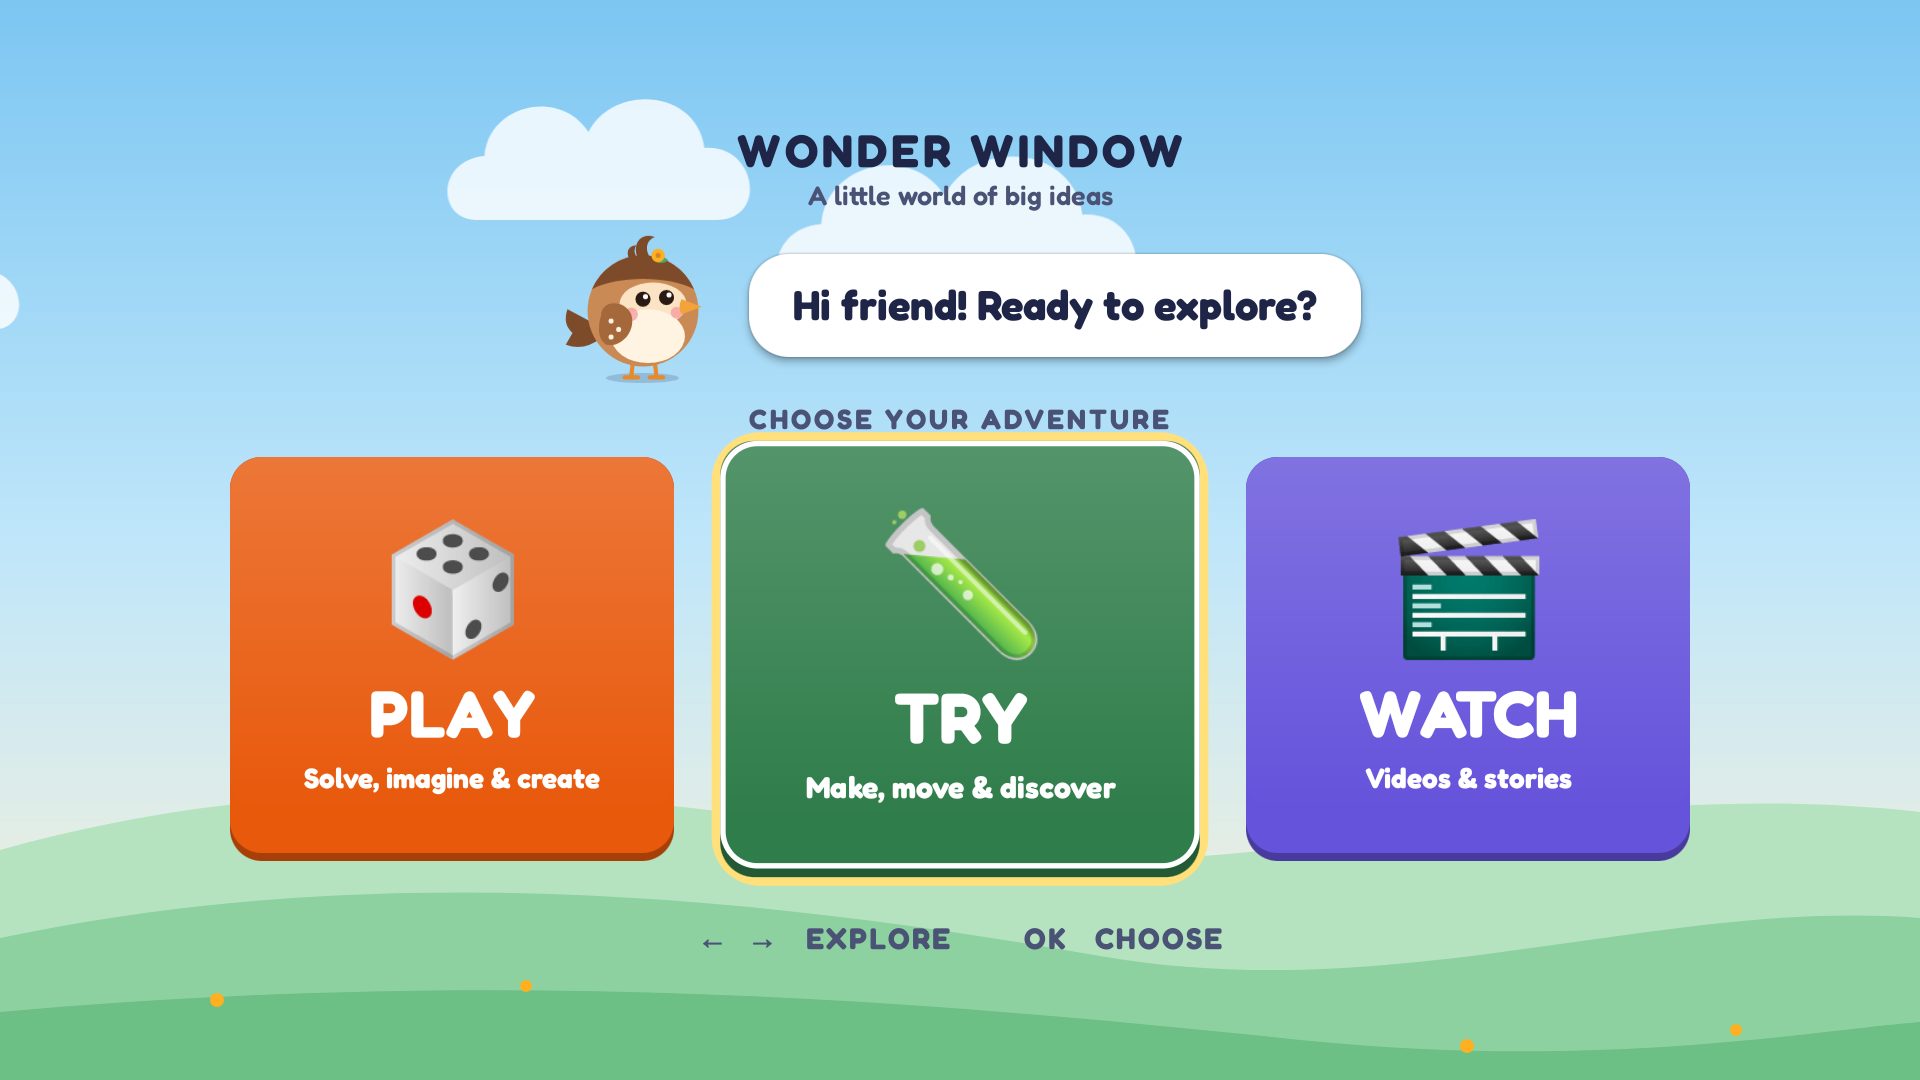 WONDER WINDOW
A little world of big ideas
Hi friend! Ready to explore?
CHOOSE YOUR ADVENTURE
PLAY
Solve, imagine & create
TRY
Make, move & discover
WATCH
Videos & stories
← → EXPLORE OK CHOOSE